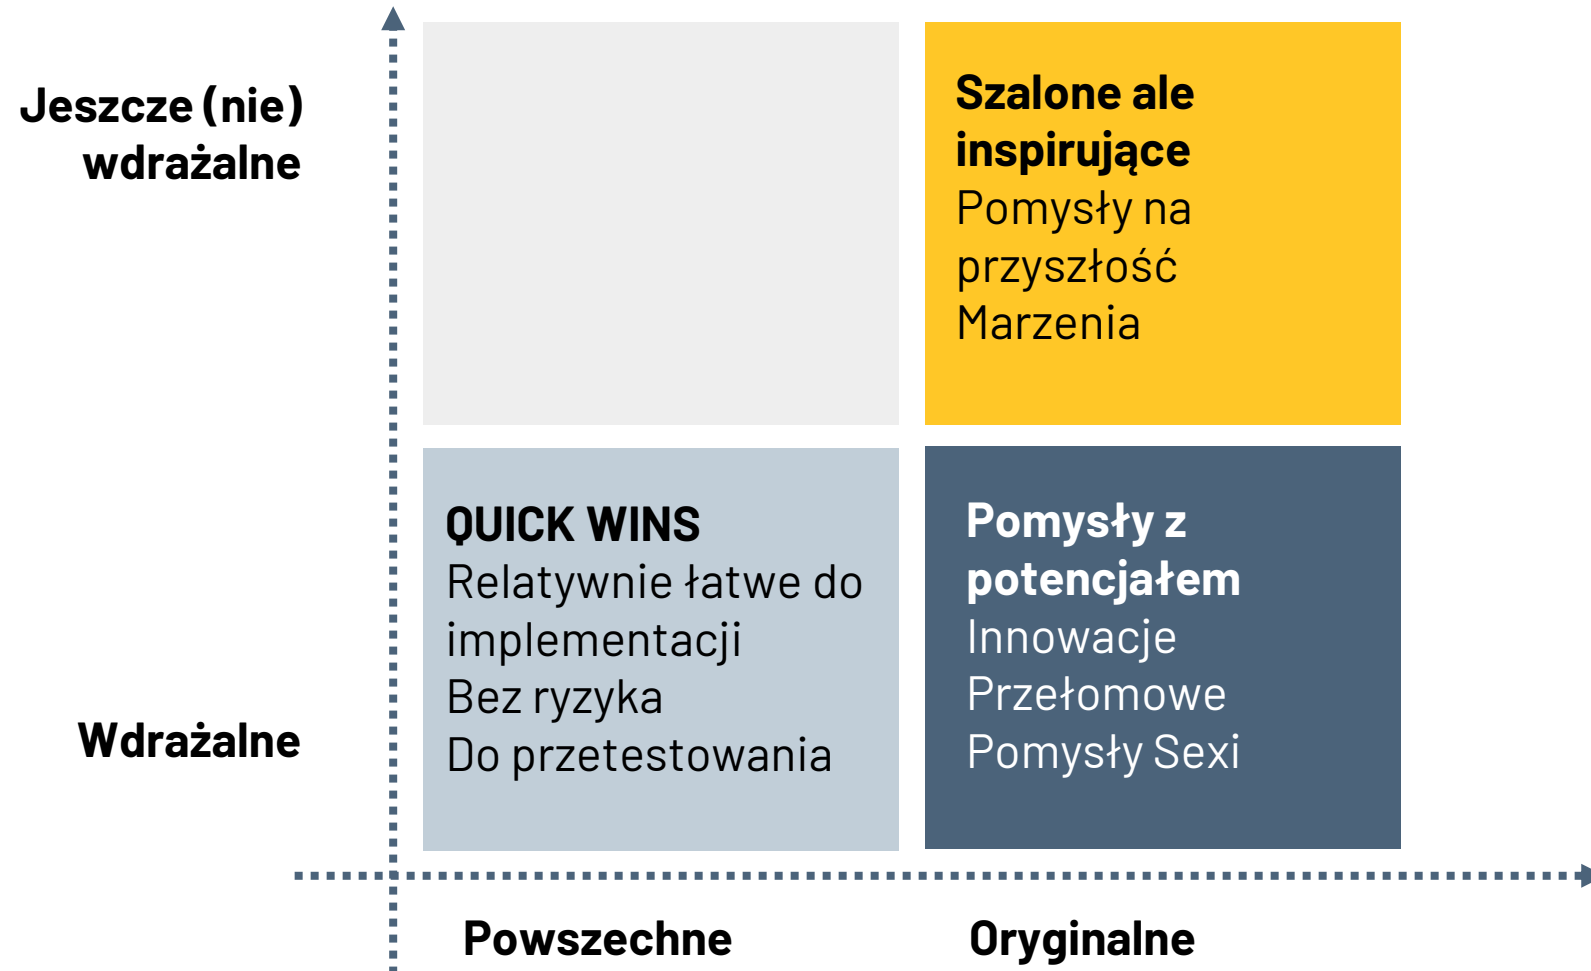 Jeszcze (nie)
wdrażalne
Szalone ale
inspirujące
Pomysły na
przyszłość
Marzenia
QUICK WINS
Relatywnie łatwe do
implementacji
Bez ryzyka
Do przetestowania
Pomysły z
potencjałem
Innowacje
Przełomowe
Pomysły Sexi
Wdrażalne
Powszechne
Oryginalne